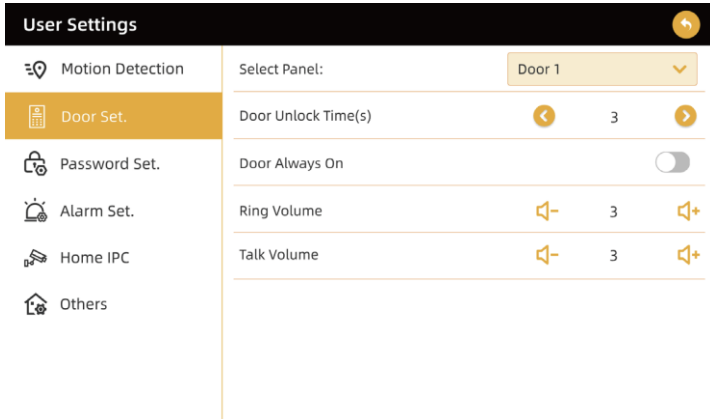 User Settings
Motion Detection
Door Set.
Password Set.
Alarm Set.
Home IPC
Others
Select Panel: Door 1
Door Unlock Time(s) 3
Door Always On
Ring Volume 3
Talk Volume 3